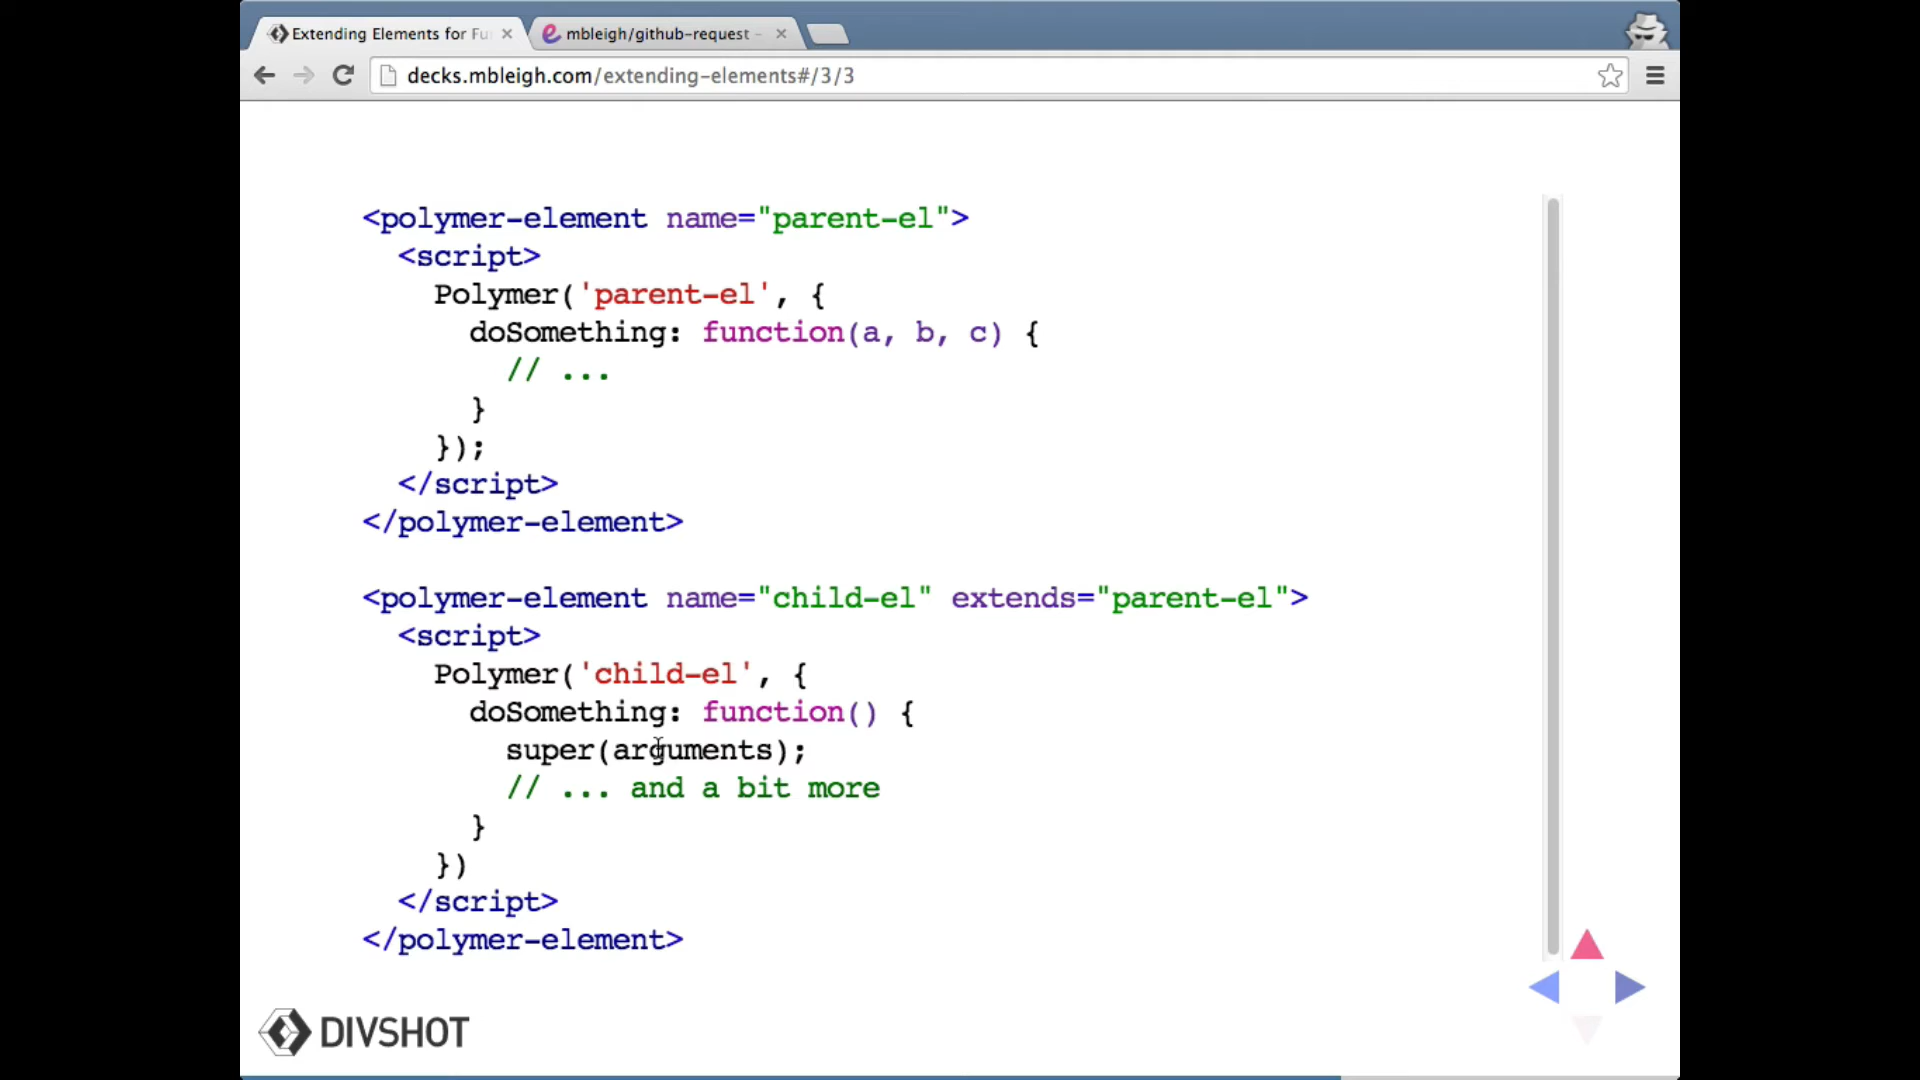 Extending Elements for Fu
mbleigh/github-request -
decks.mbleigh.com/extending-elements#/3/3
<polymer-element name="parent-el">
<script>
Polymer('parent-el', {
doSomething: function(a, b, c) {
// ...
}
});
</script>
</polymer-element>
<polymer-element name="child-el" extends="parent-el">
<script>
Polymer('child-el', {
doSomething: function() {
super(arguments);
// ... and a bit more
}
})
</script>
</polymer-element>
DIVSHOT